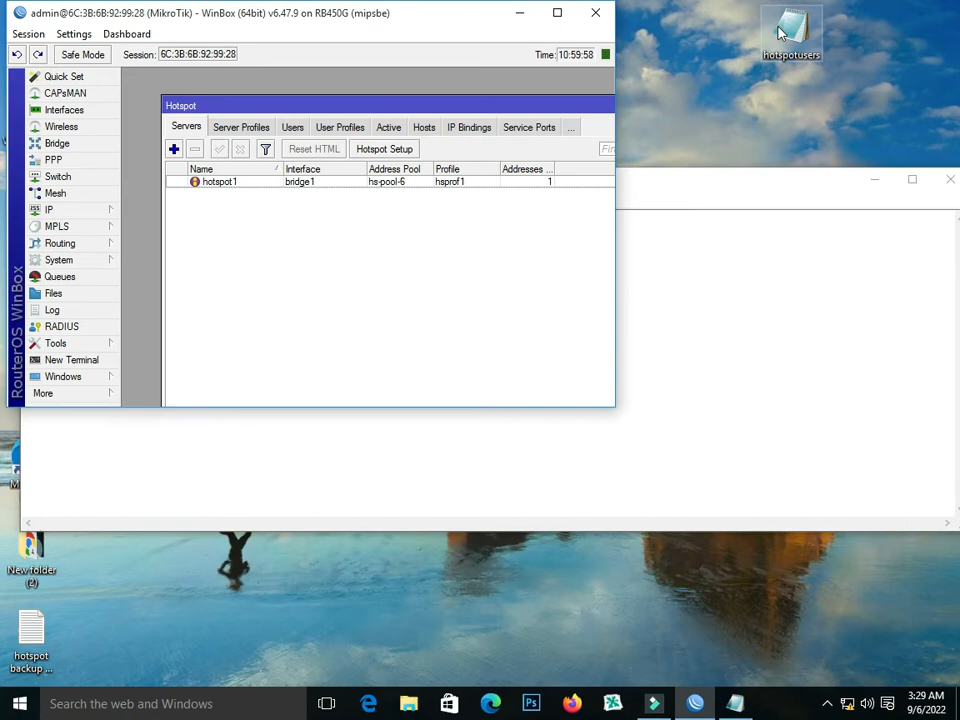 admin@6C:3B:6B:92:99:28 (MikroTik) - WinBox (64bit) v6.47.9 on RB450G (mipsbe)
Session Settings Dashboard
Safe Mode Session: 6C:3B:6B:92:99:28 Time: 10:59:58
hotspotusers
RouterOS WinBox
Quick Set
CAPsMAN
Interfaces
Wireless
Bridge
PPP
Switch
Mesh
IP
MPLS
Routing
System
Queues
Files
Log
RADIUS
Tools
New Terminal
Windows
More
Hotspot
Servers Server Profiles Users User Profiles Active Hosts IP Bindings Service Ports ...
Reset HTML Hotspot Setup
Name Interface Address Pool Profile Addresses ...
hotspot1 bridge1 hs-pool-6 hsprof1 1
New folder
(2)
hotspot
backup ...
Search the web and Windows
3:29 AM
9/6/2022